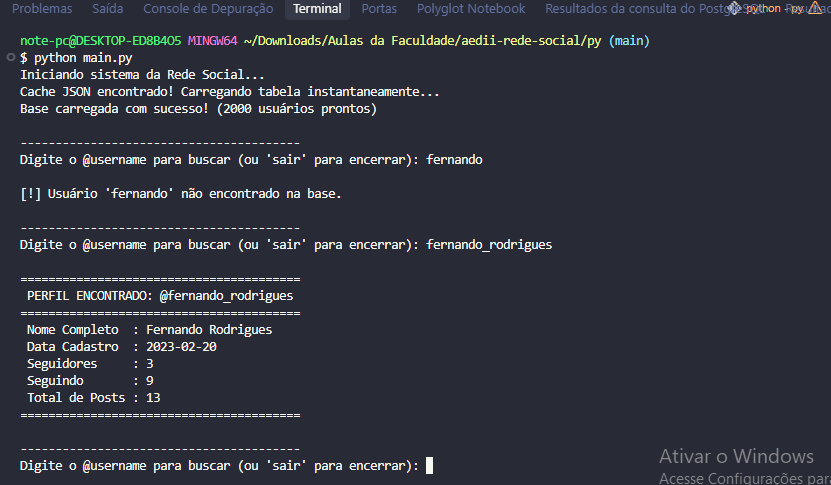 Problemas Saída Console de Depuração Terminal Portas Polyglot Notebook Resultados da consulta do python - py
note-pc@DESKTOP-ED8B4O5 MINGW64 ~/Downloads/Aulas da Faculdade/aedii-rede-social/py (main)
$ python main.py
Iniciando sistema da Rede Social...
Cache JSON encontrado! Carregando tabela instantaneamente...
Base carregada com sucesso! (2000 usuários prontos)
----------------------------------------
Digite o @username para buscar (ou 'sair' para encerrar): fernando
[!] Usuário 'fernando' não encontrado na base.
----------------------------------------
Digite o @username para buscar (ou 'sair' para encerrar): fernando_rodrigues
========================================
PERFIL ENCONTRADO: @fernando_rodrigues
========================================
Nome Completo : Fernando Rodrigues
Data Cadastro : 2023-02-20
Seguidores : 3
Seguindo : 9
Total de Posts : 13
========================================
----------------------------------------
Digite o @username para buscar (ou 'sair' para encerrar):
Ativar o Windows
Acesse Configurações para